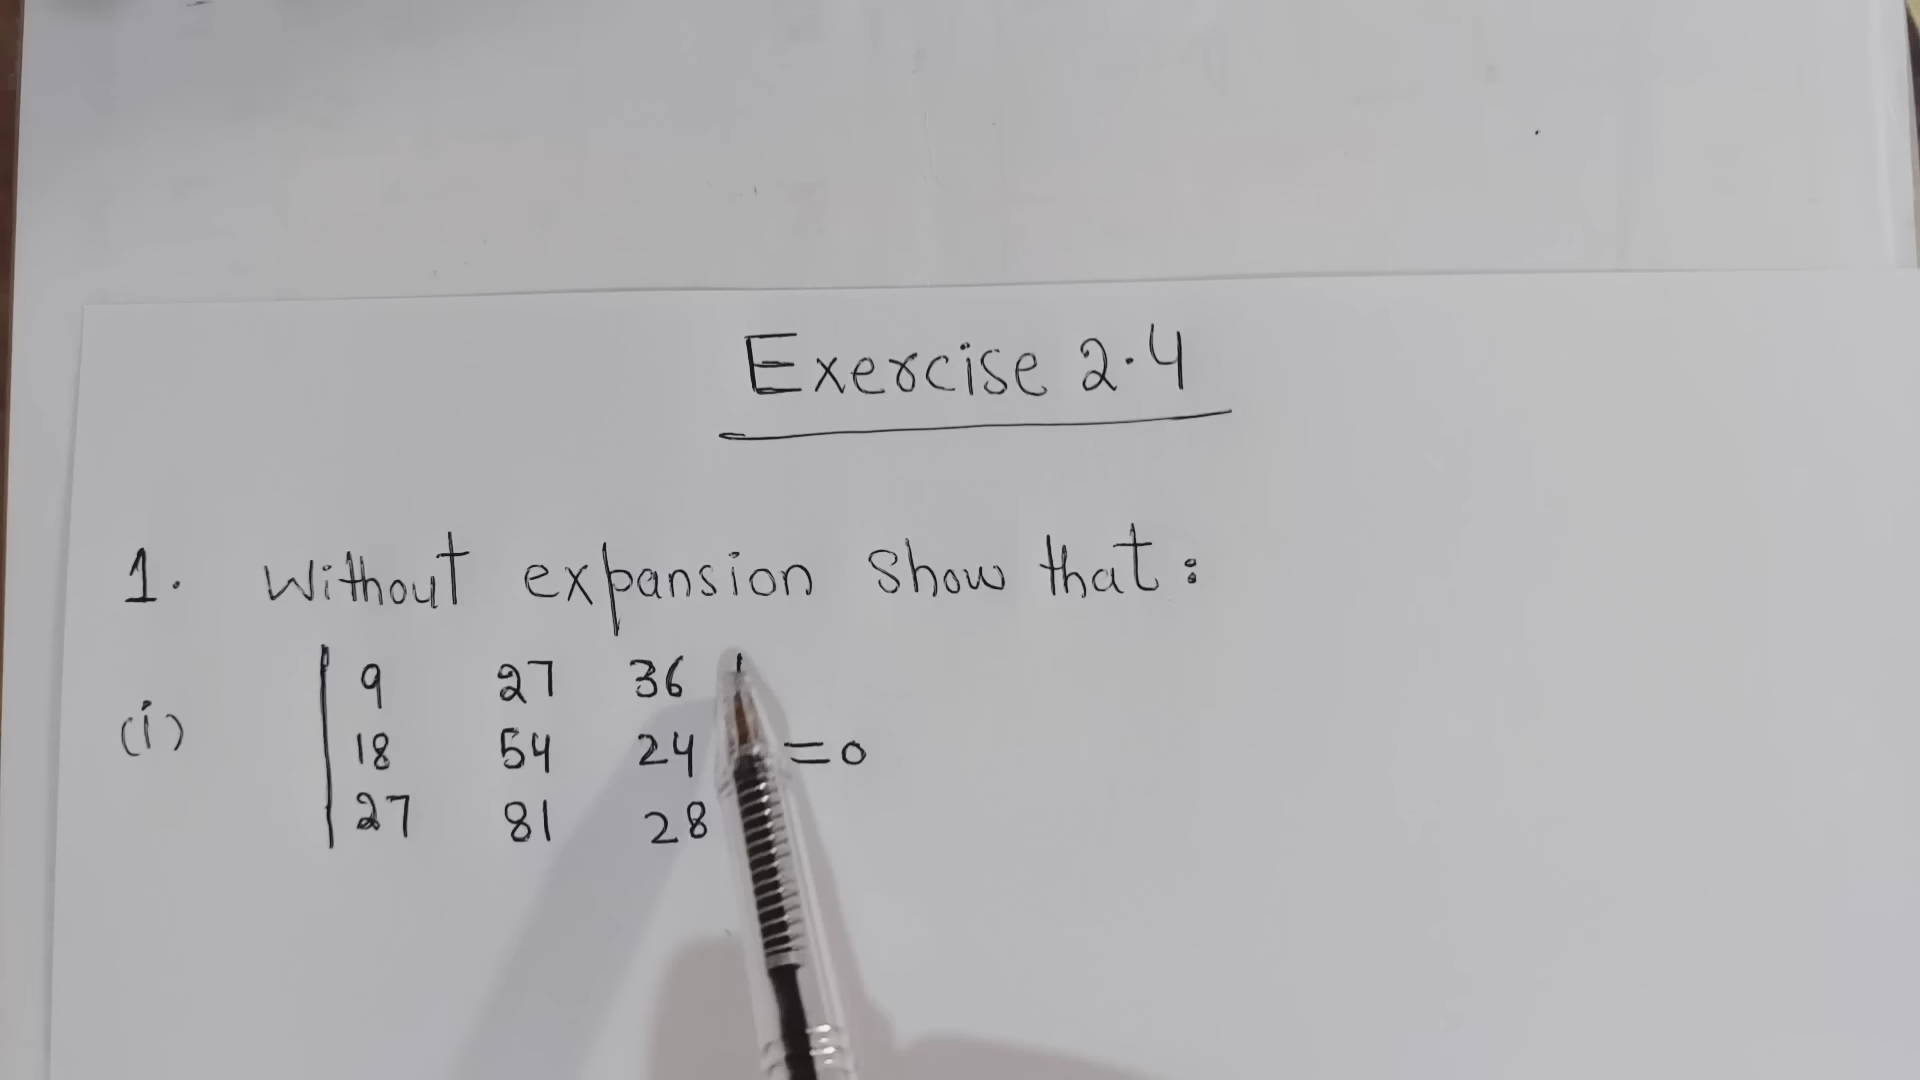 Exercise 2.4
1. Without expansion show that:
(i) | 9 27 36 |
18 54 24 = 0
27 81 28